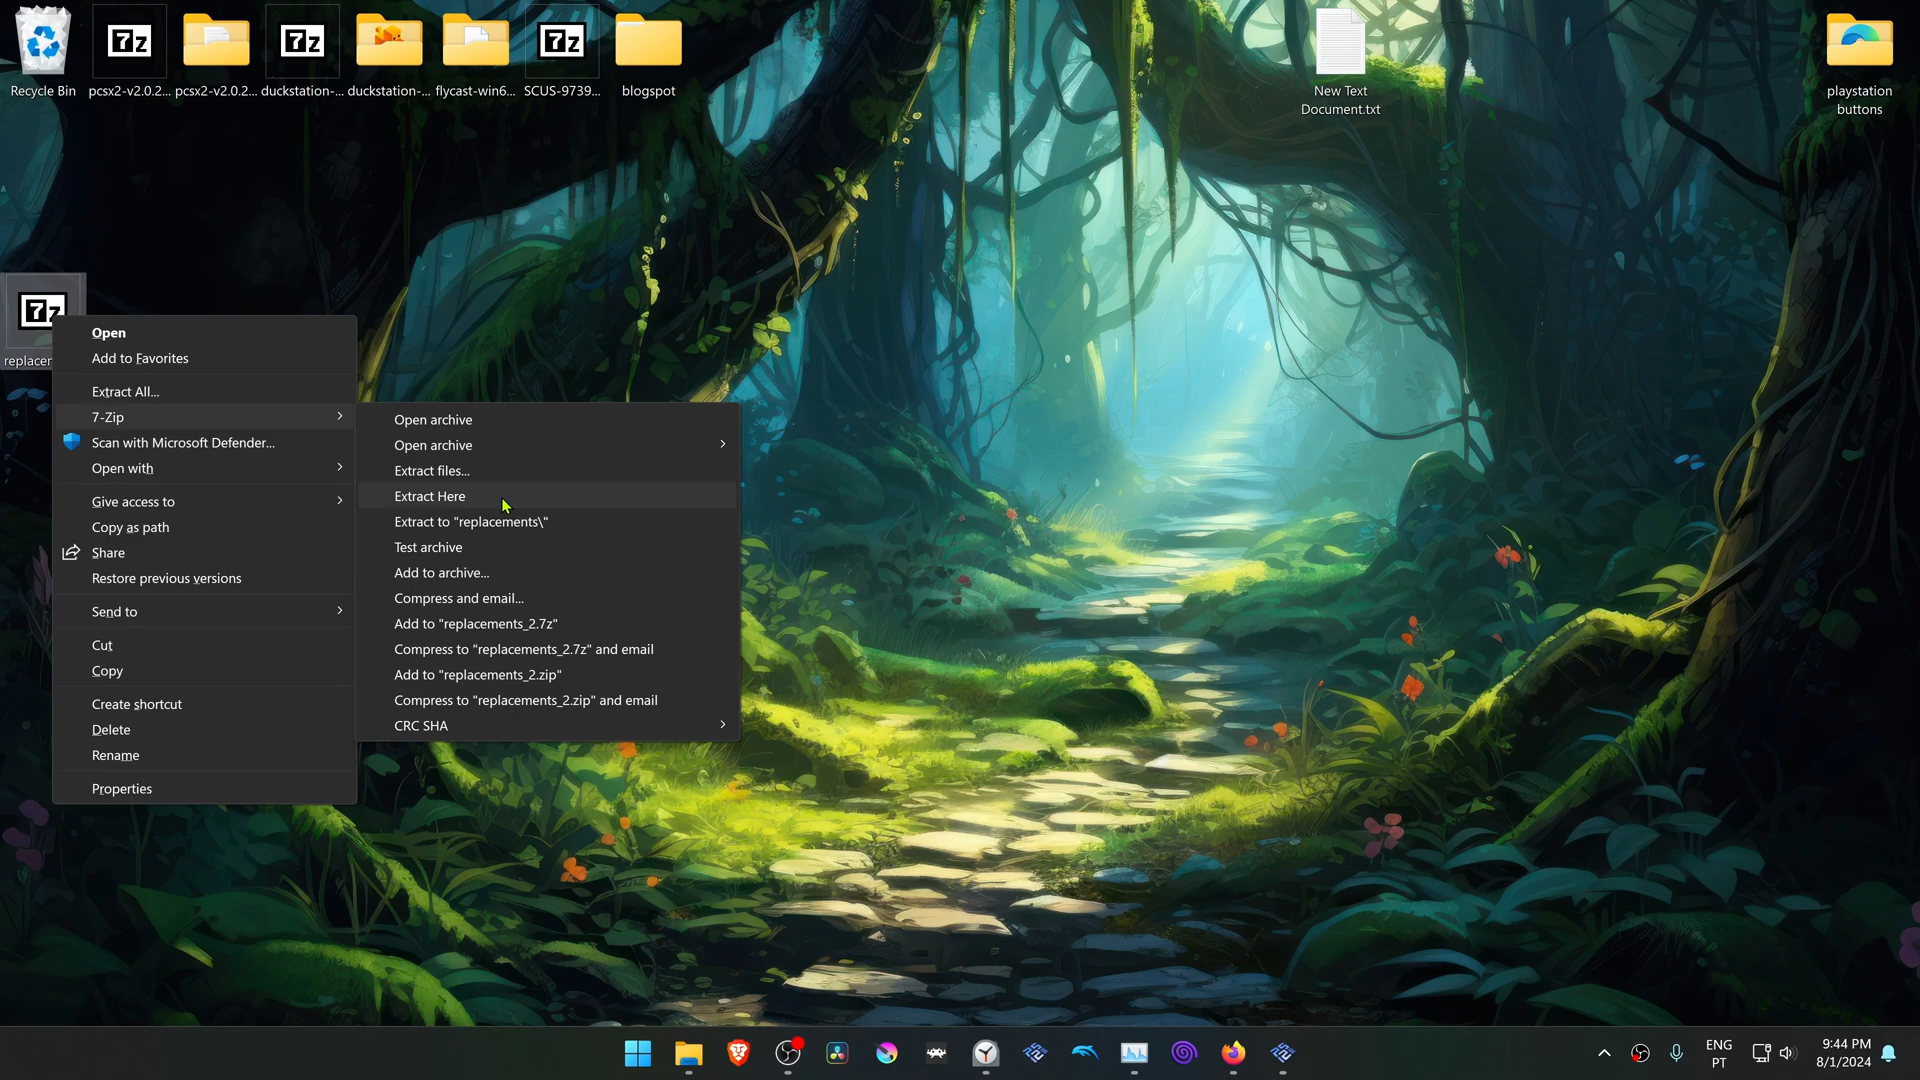 7z
7z
7z
Recycle Bin
pcsx2-v2.0.2...
pcsx2-v2.0.2...
duckstation-...
duckstation-...
flycast-win6...
SCUS-9739...
blogspot
New Text
Document.txt
playstation
buttons
7z
Open
Add to Favorites
Extract All...
7-Zip
Scan with Microsoft Defender...
Open with
Give access to
Copy as path
Share
Restore previous versions
Send to
Cut
Copy
Create shortcut
Delete
Rename
Properties
Open archive
Open archive
Extract files...
Extract Here
Extract to "replacements\"
Test archive
Add to archive...
Compress and email...
Add to "replacements_2.7z"
Compress to "replacements_2.7z" and email
Add to "replacements_2.zip"
Compress to "replacements_2.zip" and email
CRC SHA
ENG
PT
9:44 PM
8/1/2024